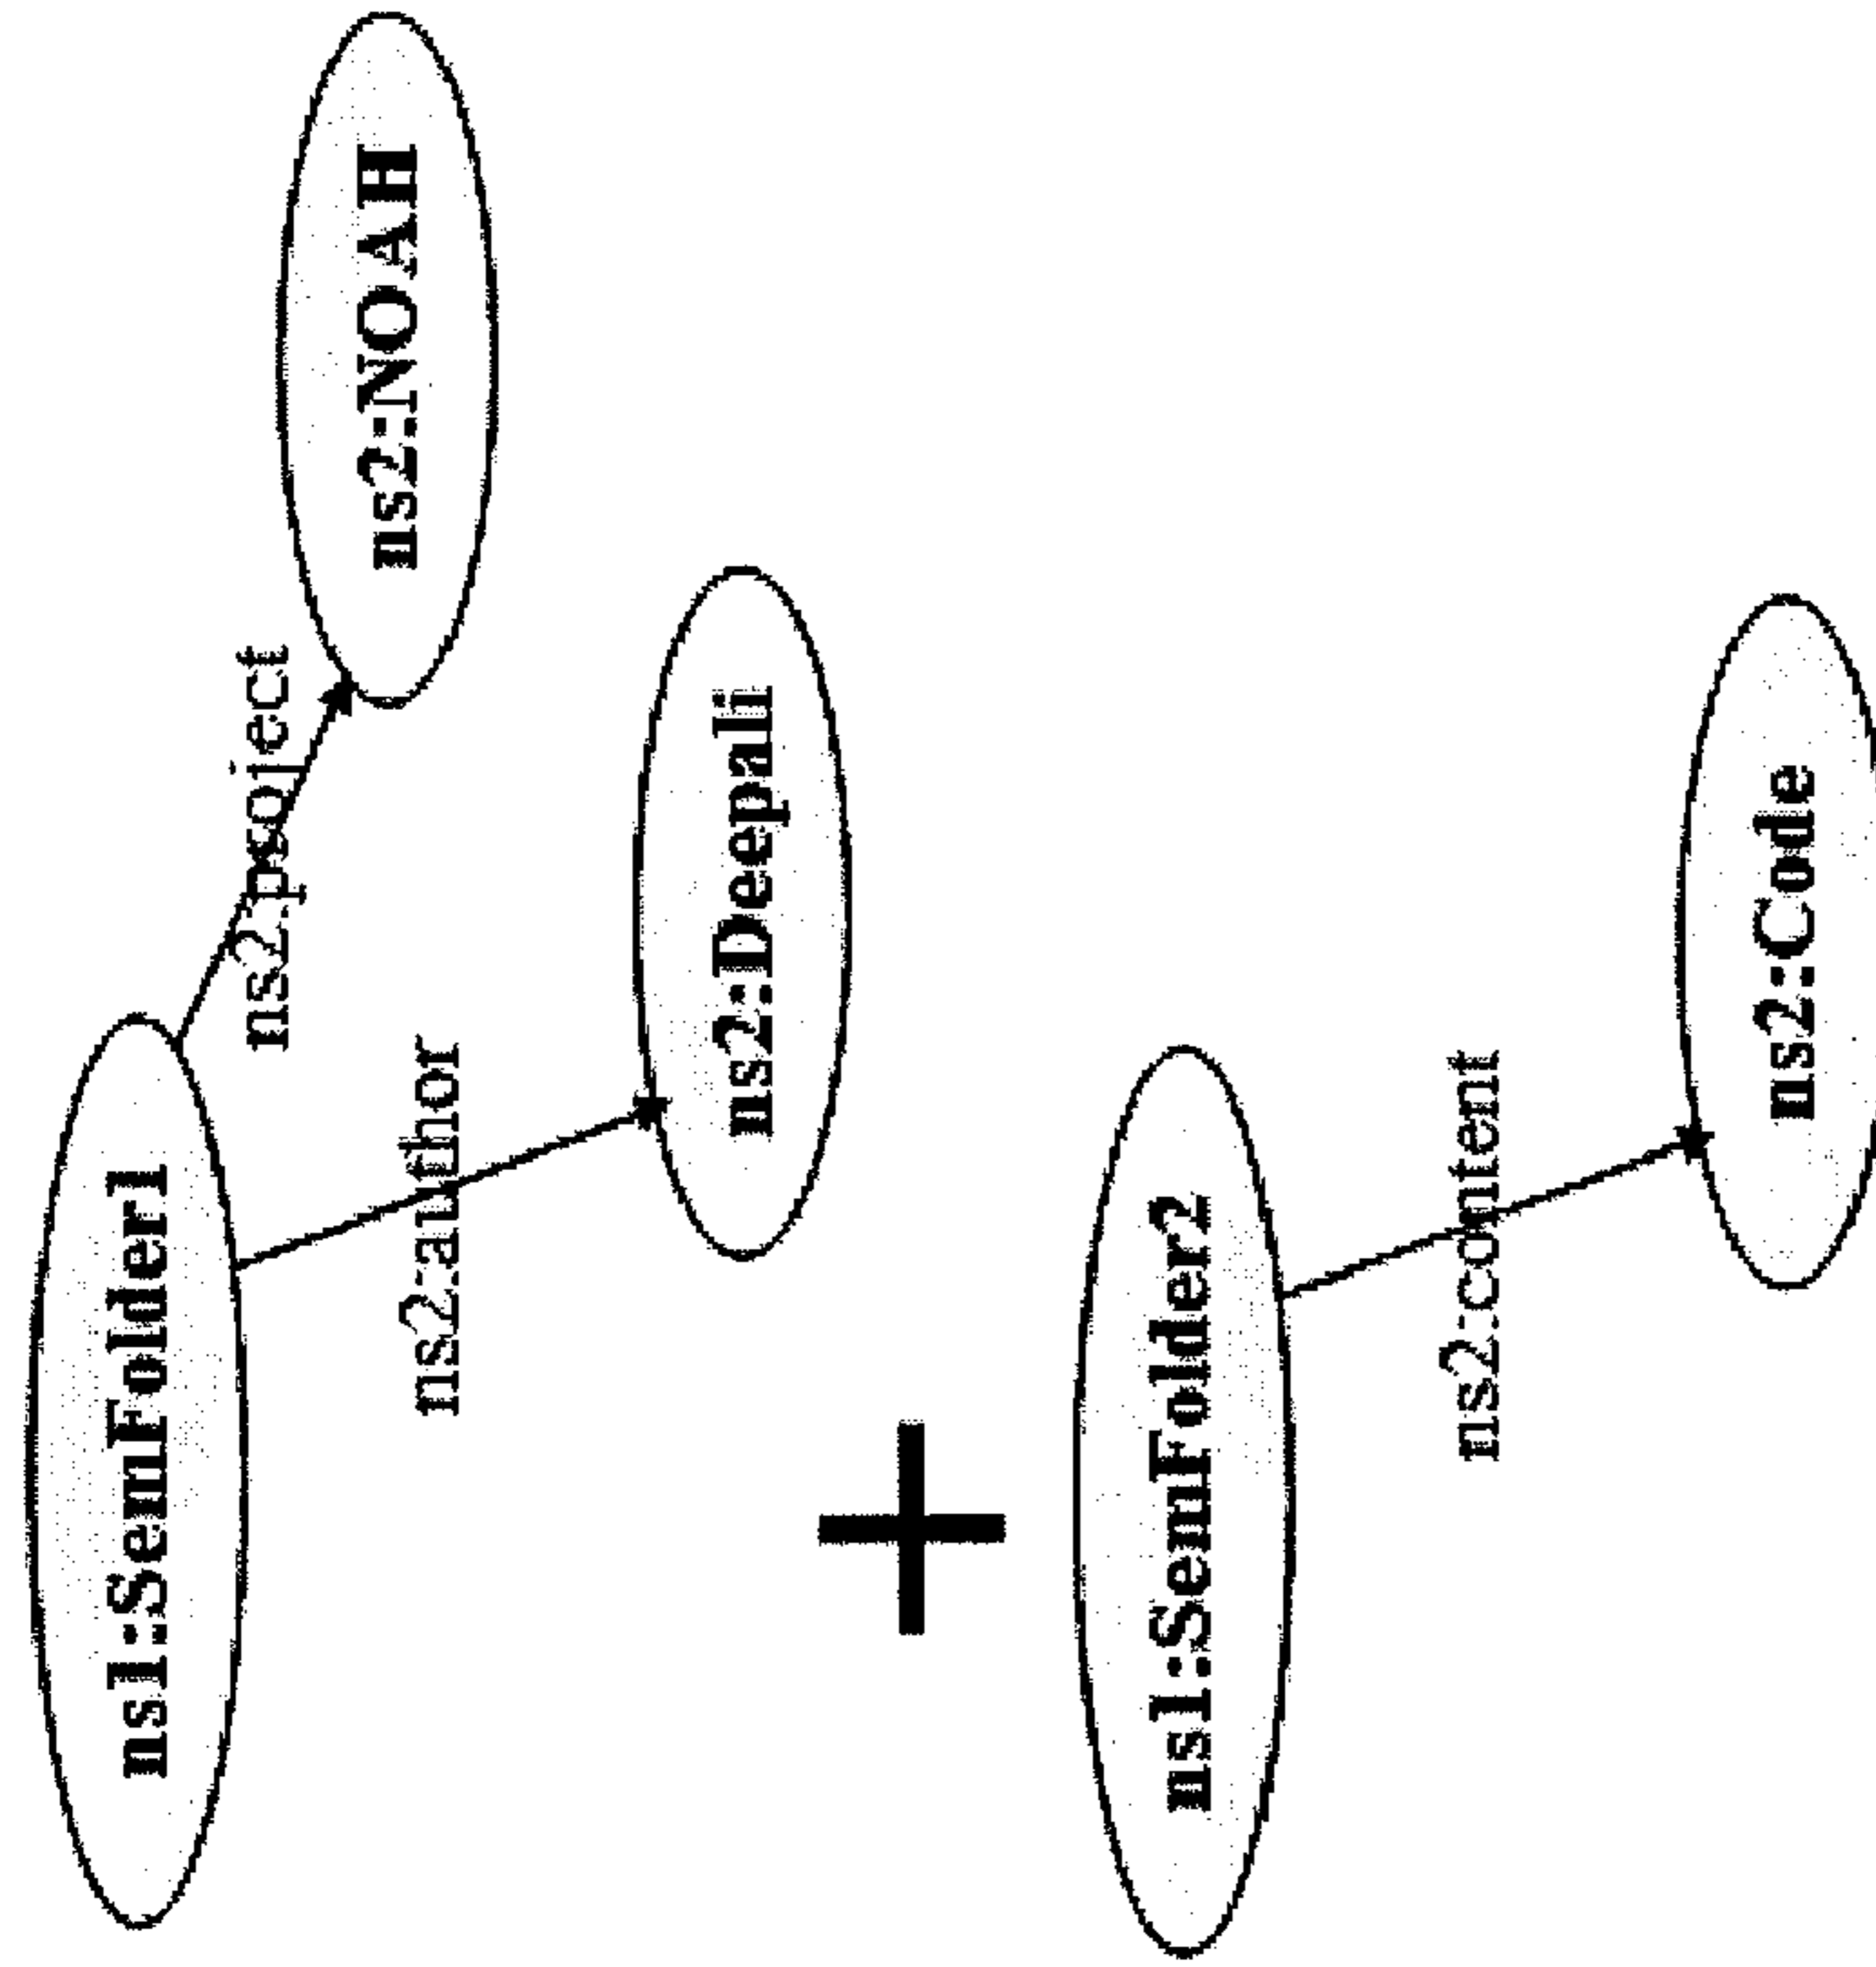 ns1:SemFolder1
ns2:project
ns2:NOAH
ns2:author
ns2:Deepali
+
ns1:SemFolder2
ns2:content
ns2:Code